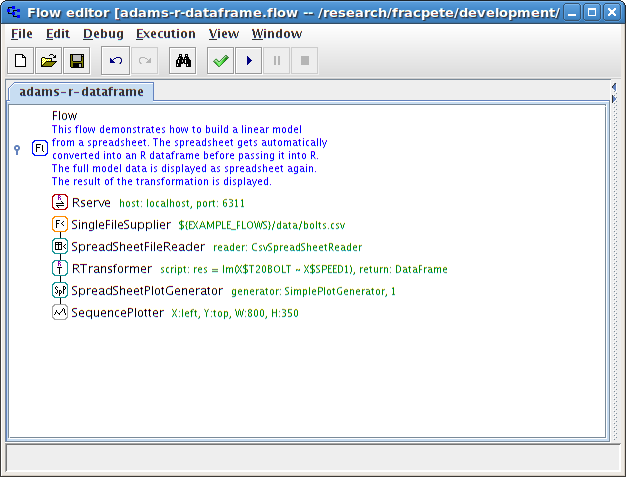 Flow editor [adams-r-dataframe.flow -- /research/fracpete/development/
File Edit Debug Execution View Window
adams-r-dataframe
Flow
This flow demonstrates how to build a linear model
from a spreadsheet. The spreadsheet gets automatically
converted into an R dataframe before passing it into R.
The full model data is displayed as spreadsheet again.
The result of the transformation is displayed.
Fl
R
Rserve host: localhost, port: 6311
F<
SingleFileSupplier ${EXAMPLE_FLOWS}/data/bolts.csv
SpreadSheetFileReader reader: CsvSpreadSheetReader
R
RTransformer script: res = lm(X$T20BOLT ~ X$SPEED1), return: DataFrame
SpP
SpreadSheetPlotGenerator generator: SimplePlotGenerator, 1
SequencePlotter X:left, Y:top, W:800, H:350